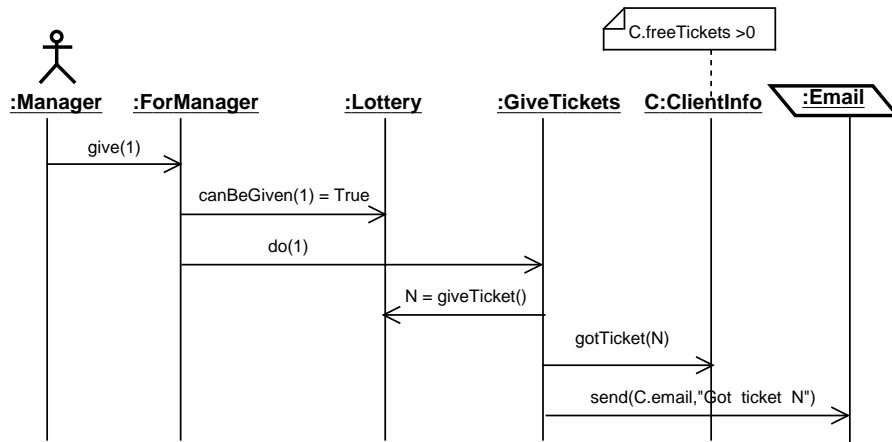 C.freeTickets >0
:Manager
:ForManager
:Lottery
:GiveTickets
C:ClientInfo
:Email
give(1)
canBeGiven(1) = True
do(1)
N = giveTicket()
gotTicket(N)
send(C.email,"Got ticket N")